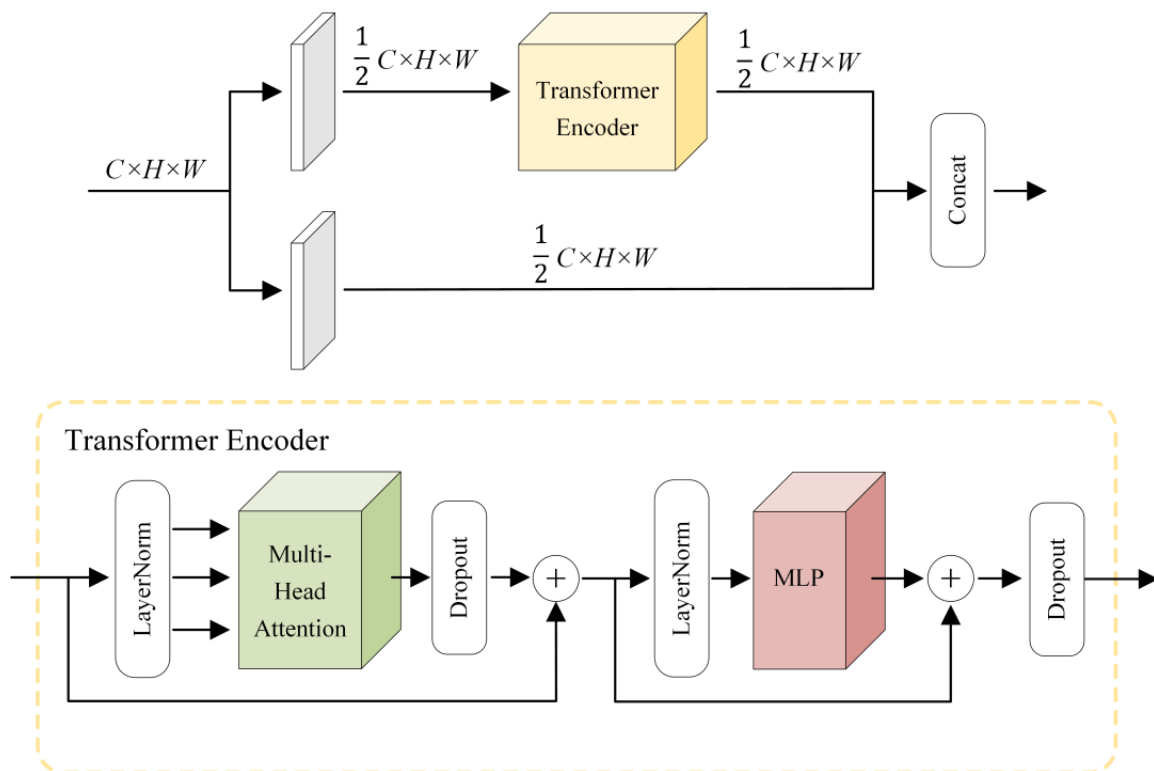 1/2 C×H×W
Transformer
Encoder
1/2 C×H×W
C×H×W
Concat
1/2 C×H×W
Transformer Encoder
LayerNorm
Multi-
Head
Attention
Dropout
+
LayerNorm
MLP
+
Dropout